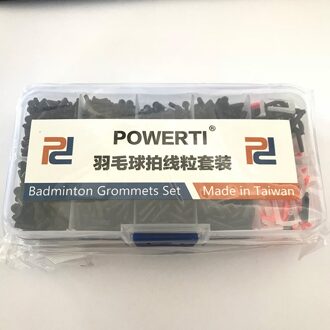 POWERTI®
羽毛球拍线粒套装
Badminton Grommets Set
Made in Taiwan